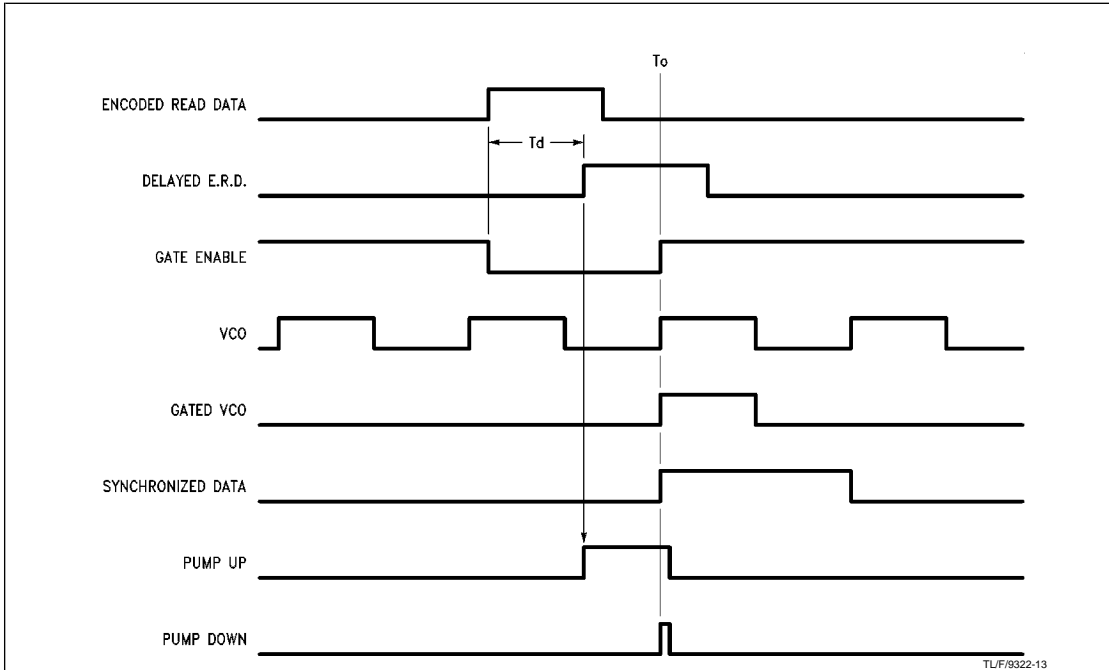 To
ENCODED READ DATA
Td
DELAYED E.R.D.
GATE ENABLE
VCO
GATED VCO
SYNCHRONIZED DATA
PUMP UP
PUMP DOWN
TL/F/9322-13